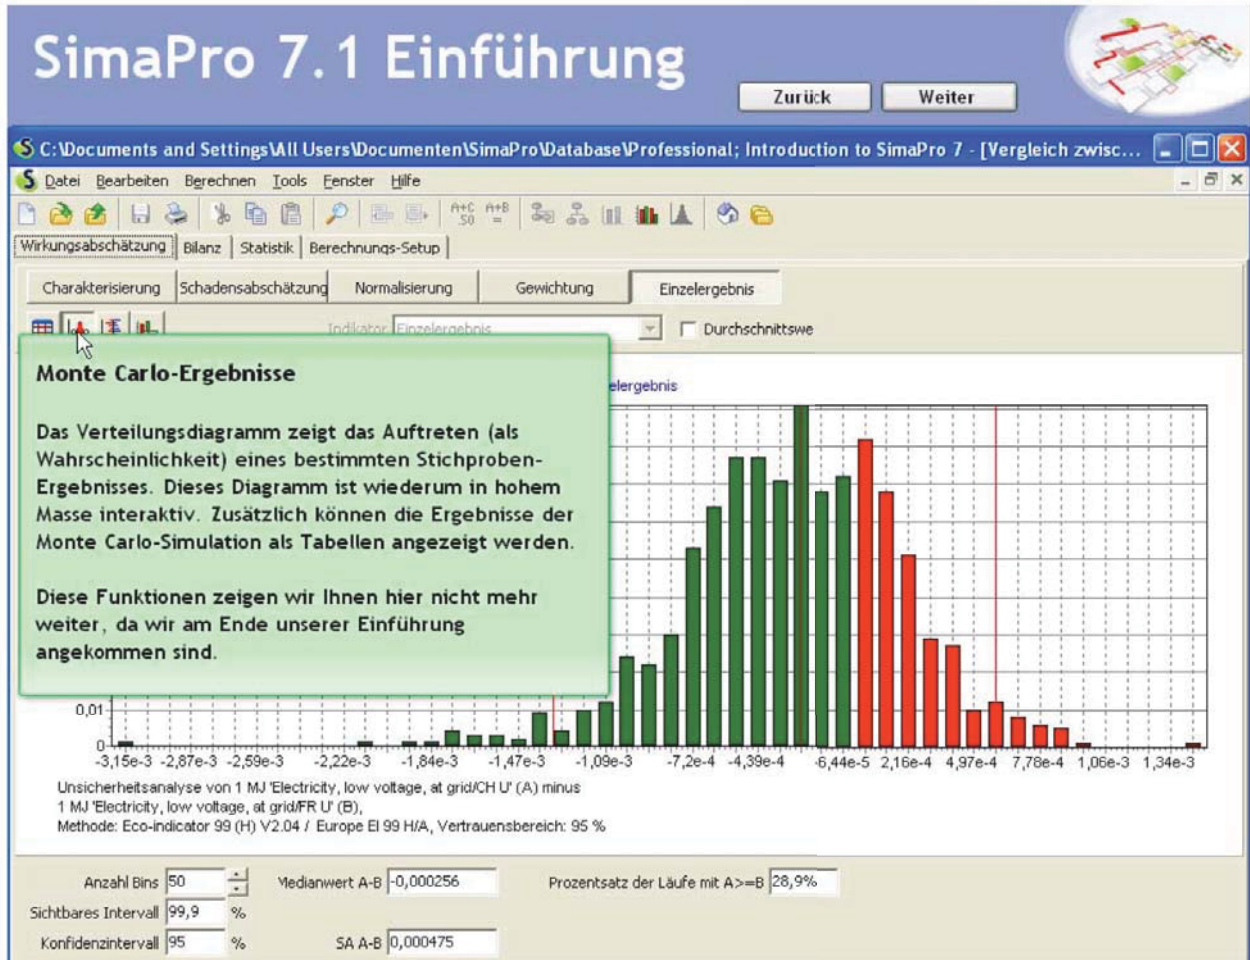 SimaPro 7.1 Einführung
Zurück
Weiter
C:\Documents and Settings\All Users\Documenten\SimaPro\Database\Professional; Introduction to SimaPro 7 - [Vergleich zwisc...
Datei Bearbeiten Berechnen Tools Fenster Hilfe
A+C 50 A+B =
Wirkungsabschätzung Bilanz Statistik Berechnungs-Setup
Charakterisierung Schadensabschätzung Normalisierung Gewichtung Einzelergebnis
Indikator Einzelergebnis Durchschnittswe
elergebnis
Monte Carlo-Ergebnisse
Das Verteilungsdiagramm zeigt das Auftreten (als
Wahrscheinlichkeit) eines bestimmten Stichproben-
Ergebnisses. Dieses Diagramm ist wiederum in hohem
Masse interaktiv. Zusätzlich können die Ergebnisse der
Monte Carlo-Simulation als Tabellen angezeigt werden.
Diese Funktionen zeigen wir Ihnen hier nicht mehr
weiter, da wir am Ende unserer Einführung
angekommen sind.
0,01
0
-3,15e-3 -2,87e-3 -2,59e-3 -2,22e-3 -1,84e-3 -1,47e-3 -1,09e-3 -7,2e-4 -4,39e-4 -6,44e-5 2,16e-4 4,97e-4 7,78e-4 1,06e-3 1,34e-3
Unsicherheitsanalyse von 1 MJ 'Electricity, low voltage, at grid/CH U' (A) minus
1 MJ 'Electricity, low voltage, at grid/FR U' (B),
Methode: Eco-indicator 99 (H) V2.04 / Europe EI 99 H/A, Vertrauensbereich: 95 %
Anzahl Bins 50 Medianwert A-B -0,000256 Prozentsatz der Läufe mit A>=B 28,9%
Sichtbares Intervall 99,9 %
Konfidenzintervall 95 % SA A-B 0,000475